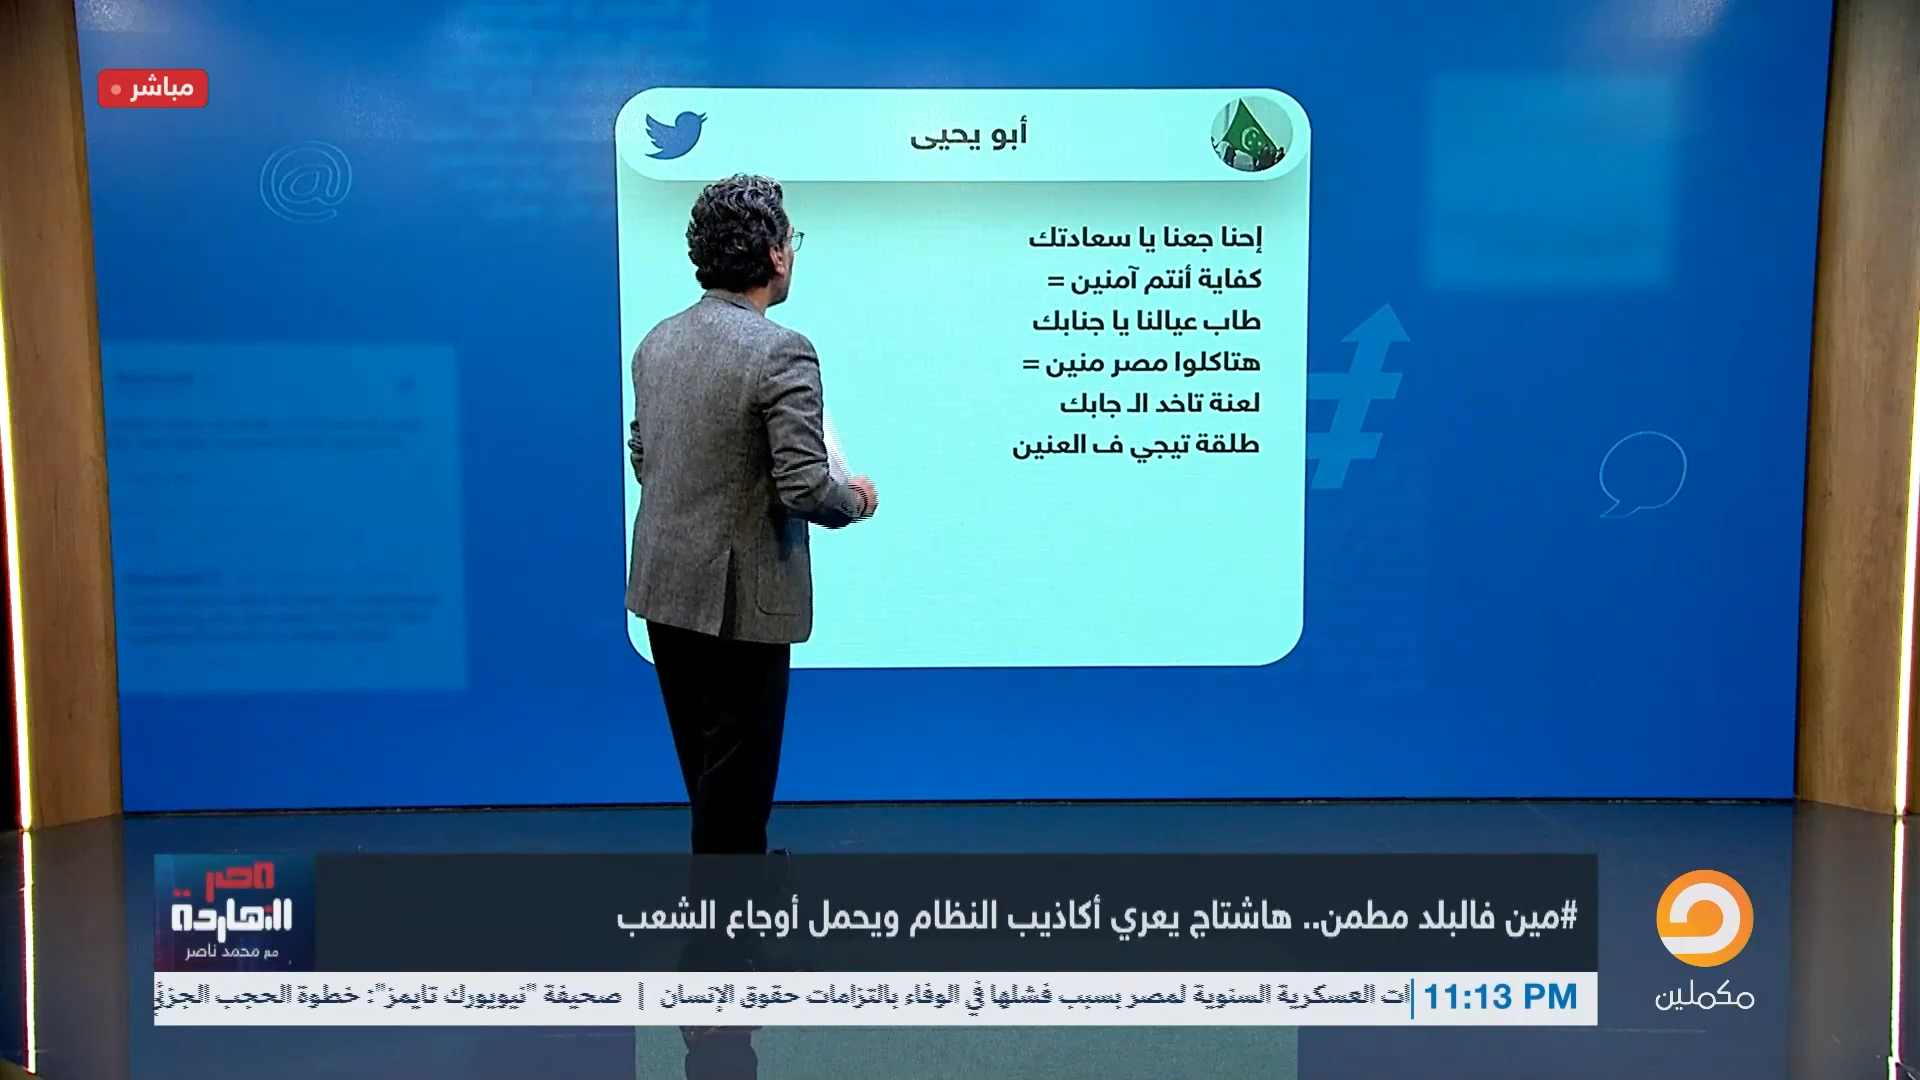 مباشر
أبو يحيى
إحنا جعنا يا سعادتك
كفاية أنتم آمنين =
طاب عيالنا يا جنابك
هتاكلوا مصر منين =
لعنة تاخد الـ جابك
طلقة تيجي ف العنين
#مين فالبلد مطمن.. هاشتاج يعري أكاذيب النظام ويحمل أوجاع الشعب
مصر النهاردة
مع محمد ناصر
11:13 PM
ات العسكرية السنوية لمصر بسبب فشلها في الوفاء بالتزامات حقوق الإنسان | صحيفة "نيويورك تايمز": خطوة الحجب الجزئي
مكملين